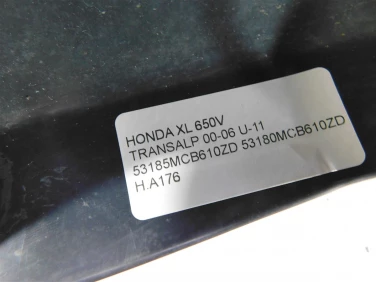 HONDA XL 650V
TRANSALP 00-06 U-11
53185MCB610ZD 53180MCB610ZD
H.A176